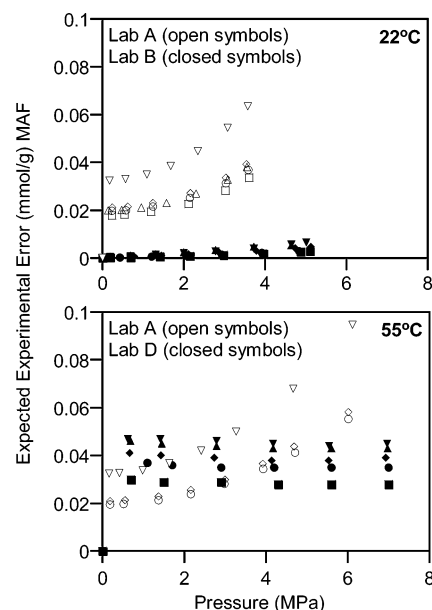 Expected Experimental Error (mmol/g) MAF
0.1
0.08
0.06
0.04
0.02
0
Lab A (open symbols)
Lab B (closed symbols)
22ºC
0 2 4 6 8
0.1
0.08
0.06
0.04
0.02
0
Lab A (open symbols)
Lab D (closed symbols)
55ºC
0 2 4 6 8
Pressure (MPa)